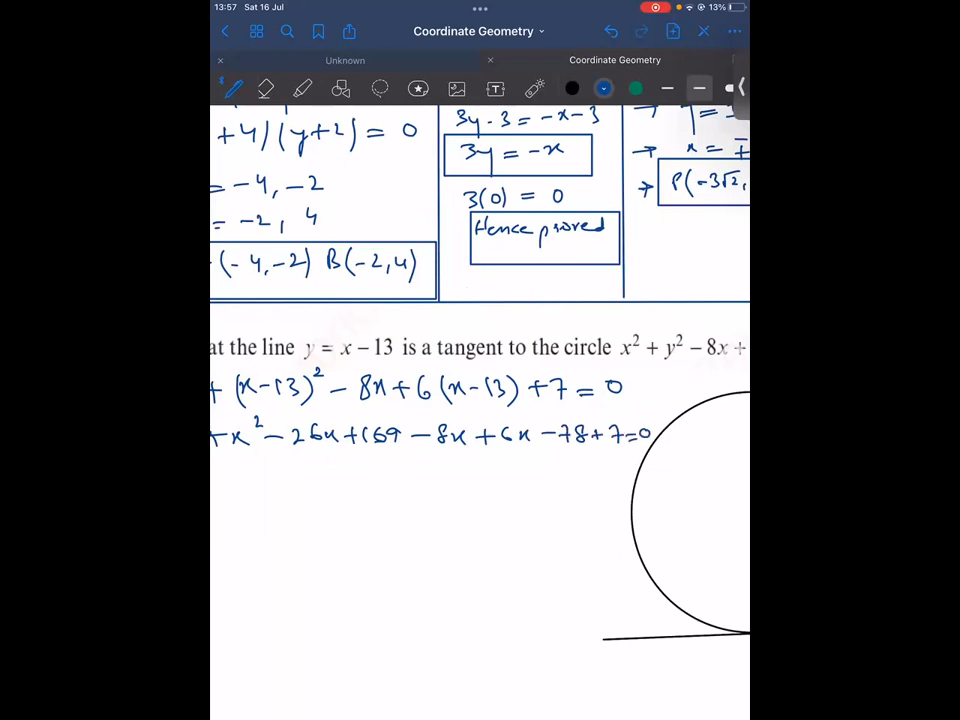 13:57 Sat 16 Jul
13%
Coordinate Geometry
Unknown
Coordinate Geometry
+4)(y+2) = 0
= -4, -2
= -2, 4
(-4,-2) B(-2,4)
3y-3 = -x-3
3y = -x
3(0) = 0
Hence proved
→ y =
→ x = ∓
→ P(-3√2,
at the line y = x − 13 is a tangent to the circle x² + y² − 8x +
+ (x-13)² - 8x + 6(x-13) + 7 = 0
+x² - 26x + 169 - 8x + 6x - 78 + 7 = 0